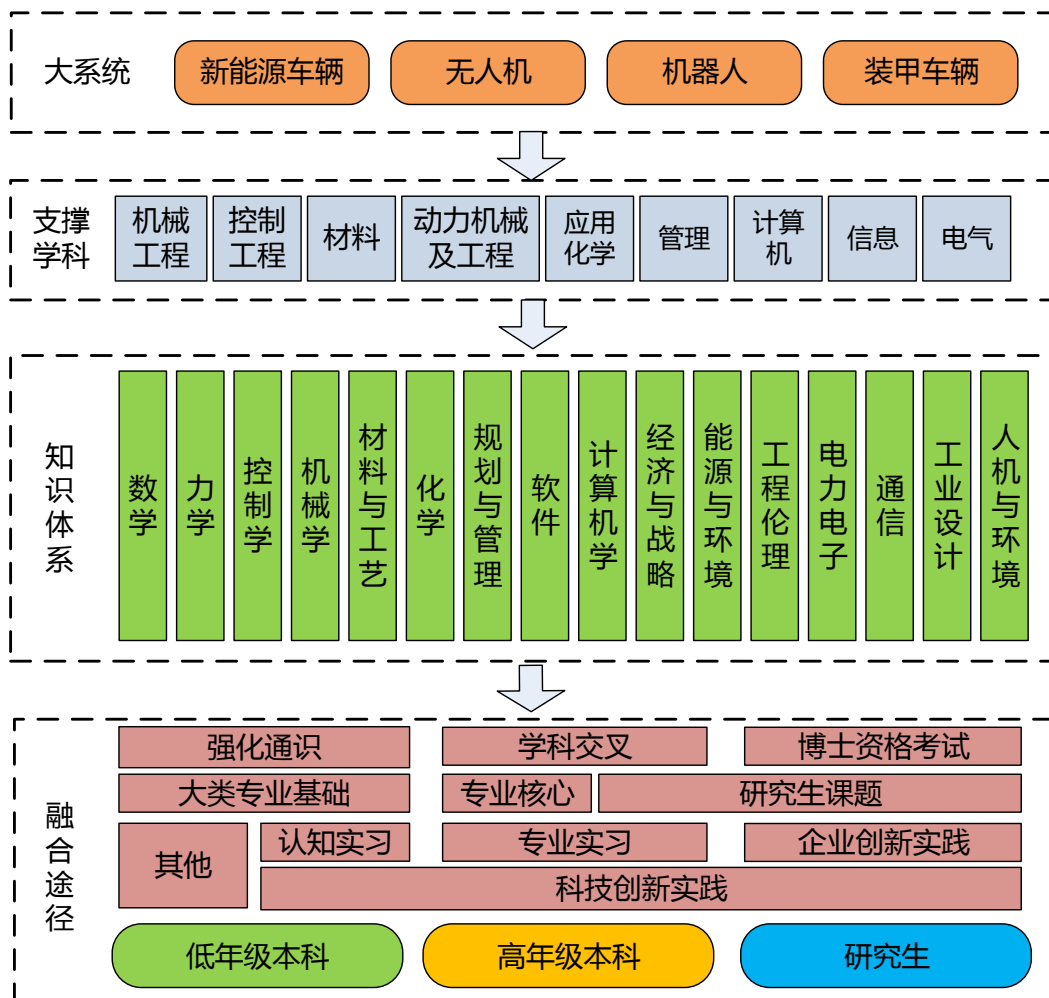 大系统
新能源车辆
无人机
机器人
装甲车辆
支撑
学科
机械
工程
控制
工程
材料
动力机械
及工程
应用
化学
管理
计算
机
信息
电气
知识体系
数学
力学
控制学
机械学
材料与工艺
化学
规划与管理
软件
计算机学
经济与战略
能源与环境
工程伦理
电力电子
通信
工业设计
人机与环境
融合途径
强化通识
学科交叉
博士资格考试
大类专业基础
专业核心
研究生课题
其他
认知实习
专业实习
企业创新实践
科技创新实践
低年级本科
高年级本科
研究生